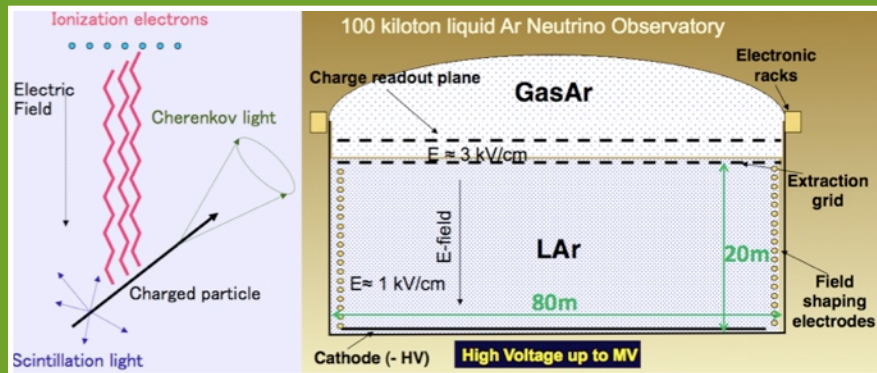 Ionization electrons
Electric
Field
Cherenkov light
Charged particle
Scintillation light
100 kiloton liquid Ar Neutrino Observatory
Electronic
racks
Charge readout plane
GasAr
E ≈ 3 kV/cm
Extraction
grid
E-field
LAr
20m
E≈ 1 kV/cm
80m
Field
shaping
electrodes
Cathode (- HV)
High Voltage up to MV